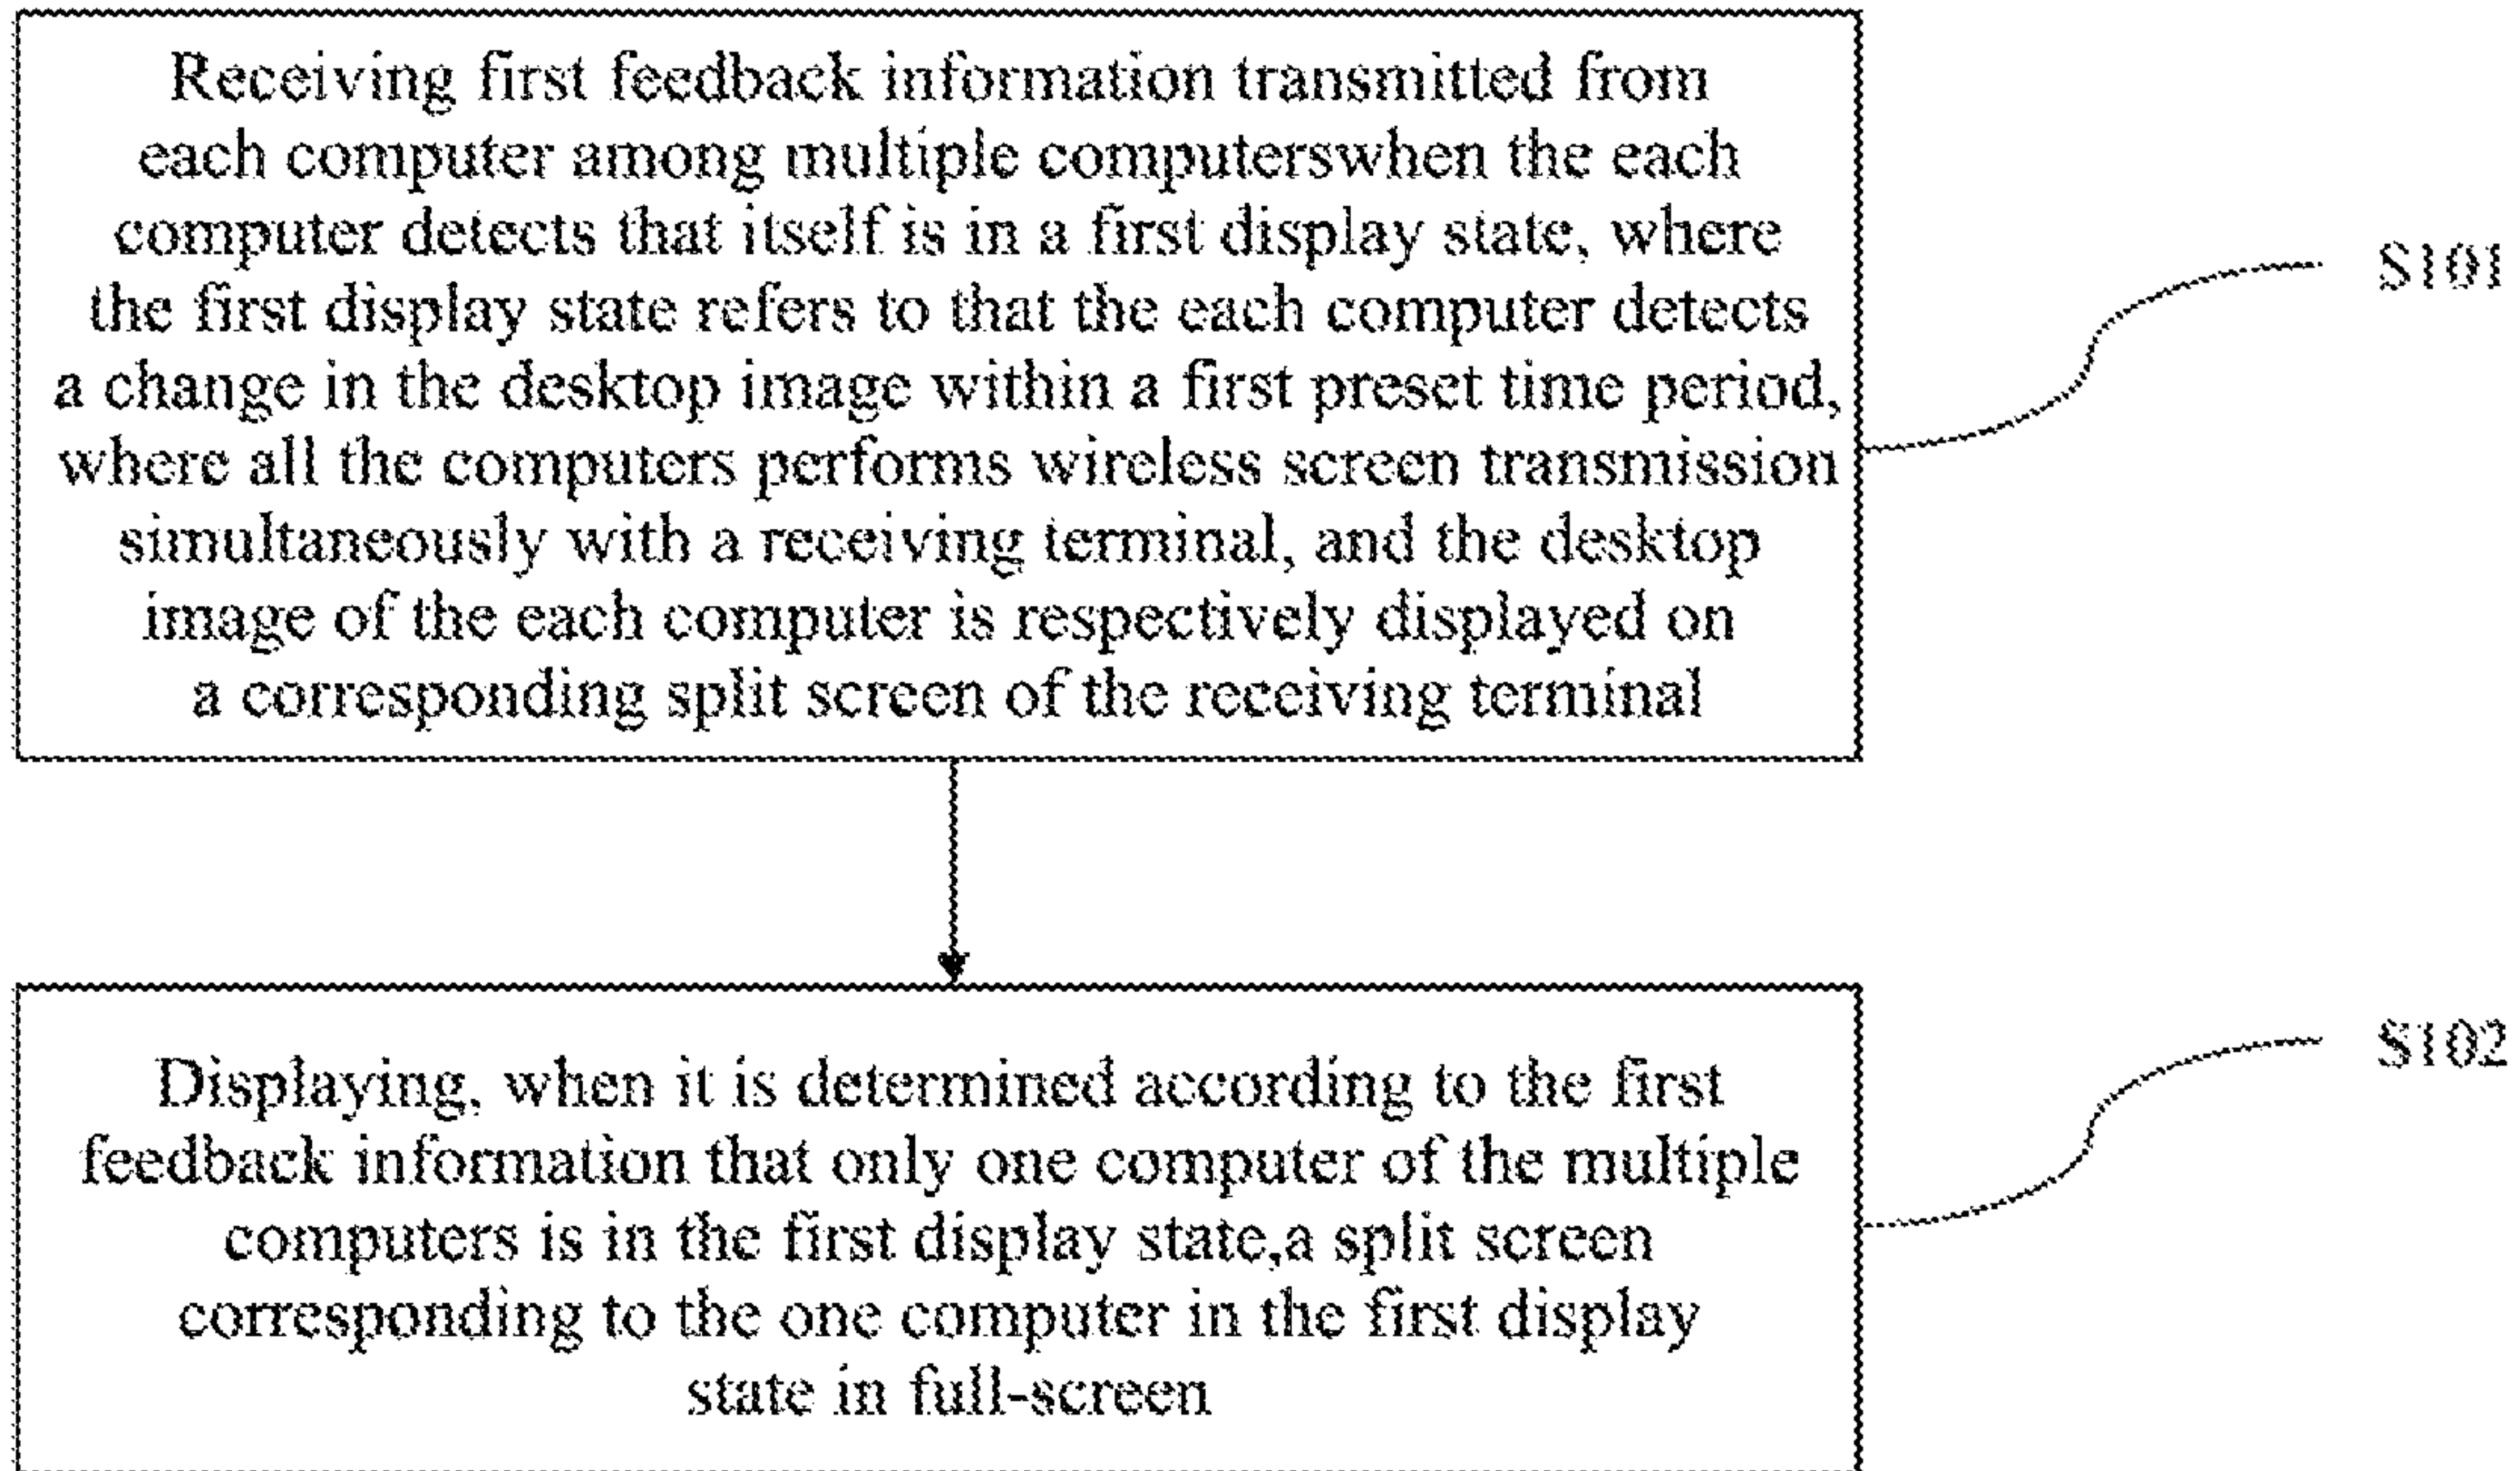 Receiving first feedback information transmitted from
each computer among multiple computerswhen the each
computer detects that itself is in a first display state, where
the first display state refers to that the each computer detects
a change in the desktop image within a first preset time period,
where all the computers performs wireless screen transmission
simultaneously with a receiving terminal, and the desktop
image of the each computer is respectively displayed on
a corresponding split screen of the receiving terminal
S101
Displaying, when it is determined according to the first
feedback information that only one computer of the multiple
computers is in the first display state,a split screen
corresponding to the one computer in the first display
state in full-screen
S102